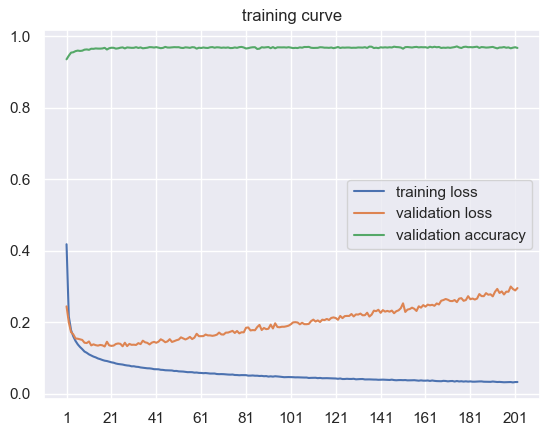 training curve
1.0
0.8
0.6
0.4
0.2
0.0
training loss
validation loss
validation accuracy
1 21 41 61 81 101 121 141 161 181 201